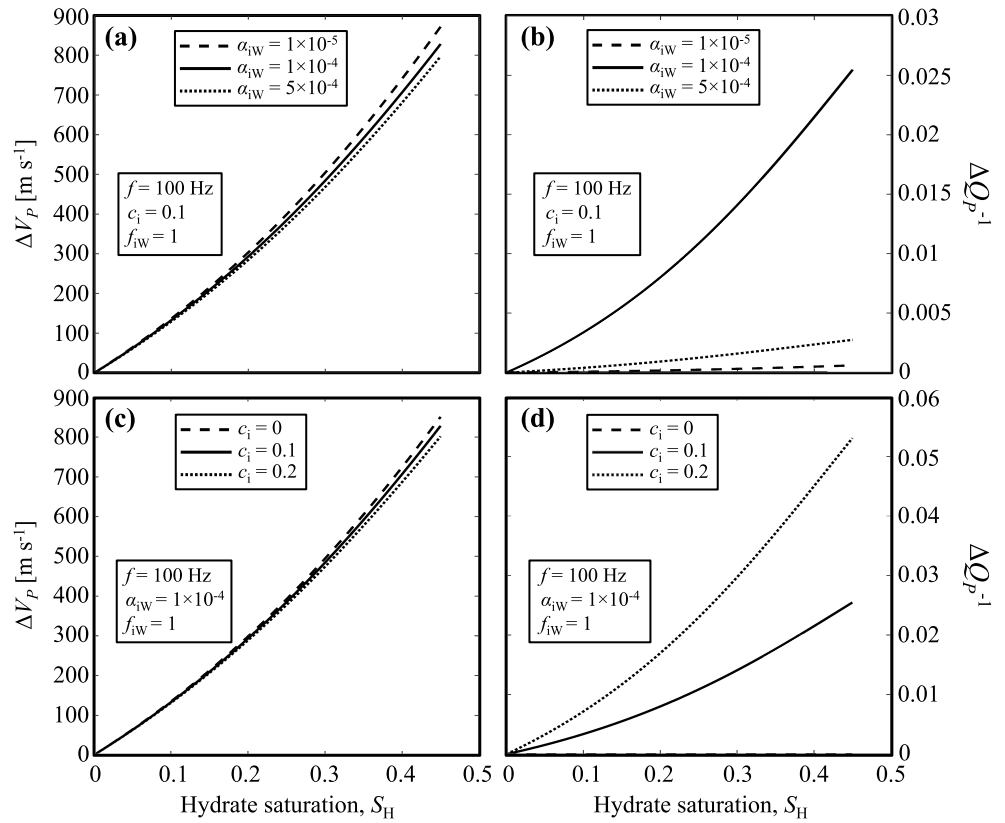 (a)
α_iW = 1×10⁻⁵
α_iW = 1×10⁻⁴
α_iW = 5×10⁻⁴
f = 100 Hz
c_i = 0.1
f_iW = 1
900
800
700
600
500
400
300
200
100
0
ΔV_P [m s⁻¹]
(b)
α_iW = 1×10⁻⁵
α_iW = 1×10⁻⁴
α_iW = 5×10⁻⁴
f = 100 Hz
c_i = 0.1
f_iW = 1
0.03
0.025
0.02
0.015
0.01
0.005
0
ΔQ_P⁻¹
(c)
c_i = 0
c_i = 0.1
c_i = 0.2
f = 100 Hz
α_iW = 1×10⁻⁴
f_iW = 1
900
800
700
600
500
400
300
200
100
0
ΔV_P [m s⁻¹]
0 0.1 0.2 0.3 0.4 0.5
Hydrate saturation, S_H
(d)
c_i = 0
c_i = 0.1
c_i = 0.2
f = 100 Hz
α_iW = 1×10⁻⁴
f_iW = 1
0.06
0.05
0.04
0.03
0.02
0.01
0
ΔQ_P⁻¹
0 0.1 0.2 0.3 0.4 0.5
Hydrate saturation, S_H